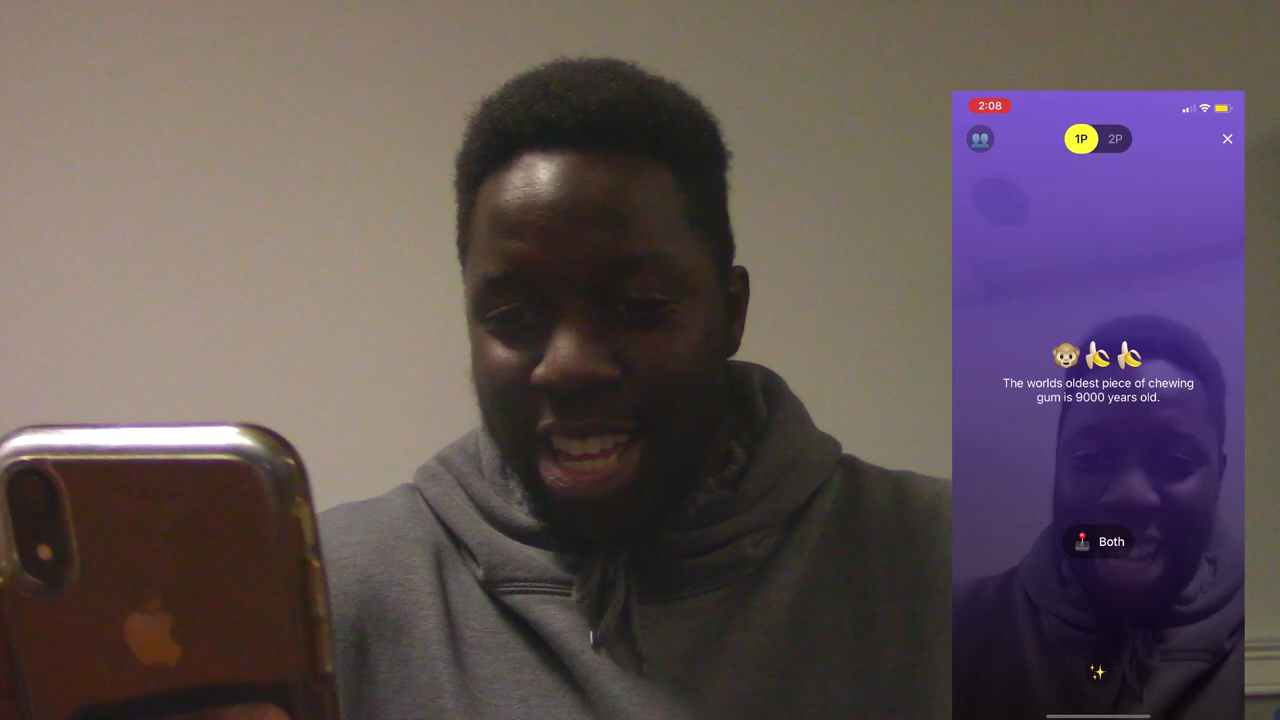 2:08
1P 2P
The worlds oldest piece of chewing
gum is 9000 years old.
Both